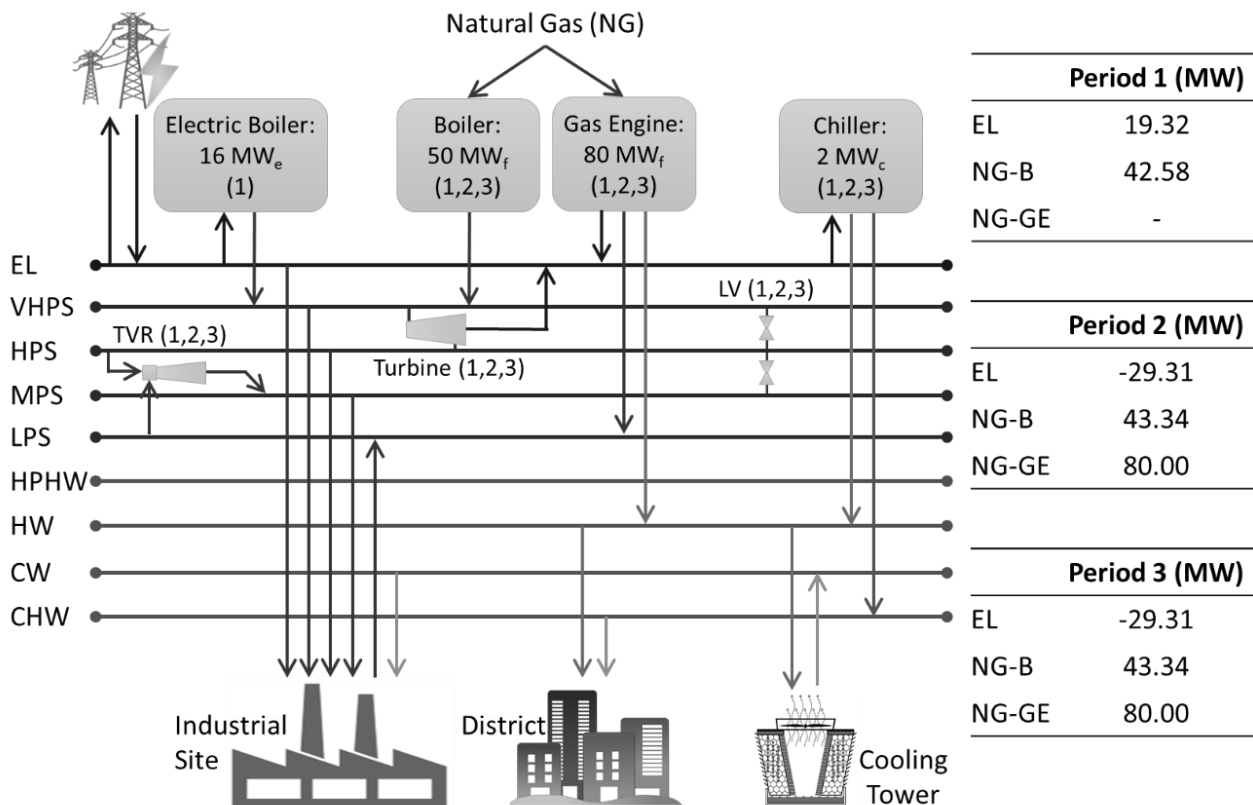 Natural Gas (NG)
Electric Boiler:
16 MWe
(1)
Boiler:
50 MWf
(1,2,3)
Gas Engine:
80 MWf
(1,2,3)
Chiller:
2 MWc
(1,2,3)
EL
VHPS
LV (1,2,3)
TVR (1,2,3)
HPS
Turbine (1,2,3)
MPS
LPS
HPHW
HW
CW
CHW
Industrial
Site
District
Cooling
Tower
Period 1 (MW)
EL 19.32
NG-B 42.58
NG-GE -
Period 2 (MW)
EL -29.31
NG-B 43.34
NG-GE 80.00
Period 3 (MW)
EL -29.31
NG-B 43.34
NG-GE 80.00